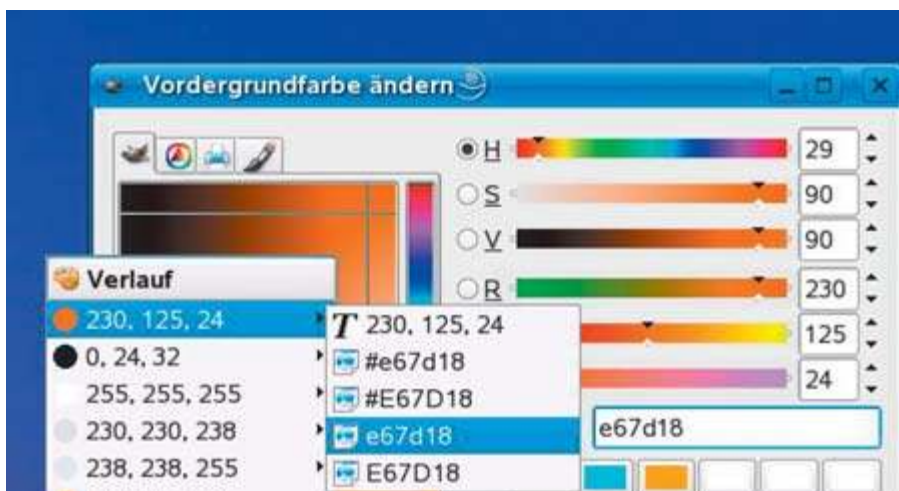 Vordergrundfarbe ändern
H 29
S 90
V 90
R 230
125
24
e67d18
Verlauf
230, 125, 24
0, 24, 32
255, 255, 255
230, 230, 238
238, 238, 255
T 230, 125, 24
#e67d18
#E67D18
e67d18
E67D18